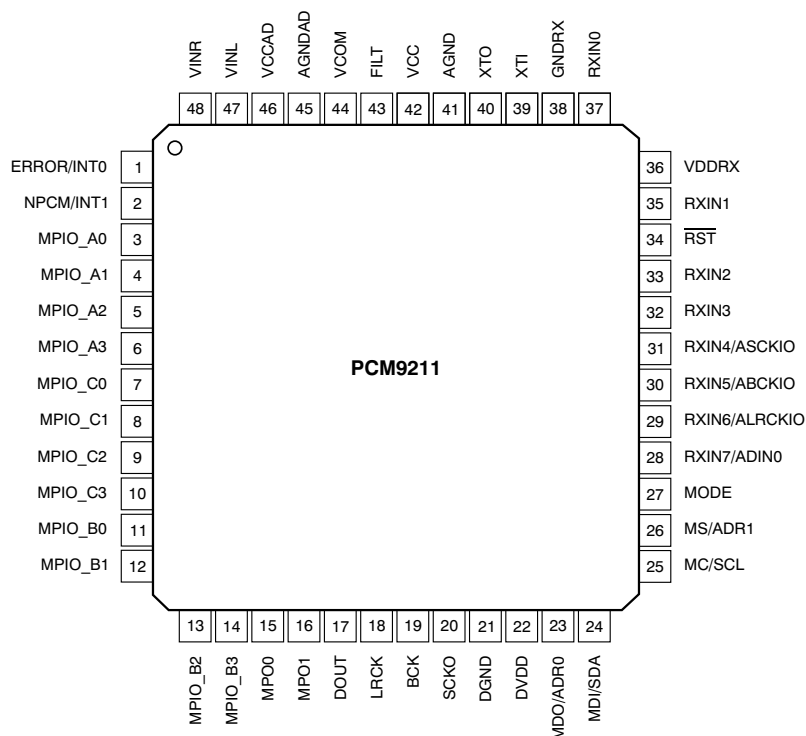 VINR
VINL
VCCAD
AGNDAD
VCOM
FILT
VCC
AGND
XTO
XTI
GNDRX
RXIN0
48
47
46
45
44
43
42
41
40
39
38
37
ERROR/INT0 1
NPCM/INT1 2
MPIO_A0 3
MPIO_A1 4
MPIO_A2 5
MPIO_A3 6
MPIO_C0 7
MPIO_C1 8
MPIO_C2 9
MPIO_C3 10
MPIO_B0 11
MPIO_B1 12
PCM9211
36 VDDRX
35 RXIN1
34 RST
33 RXIN2
32 RXIN3
31 RXIN4/ASCKIO
30 RXIN5/ABCKIO
29 RXIN6/ALRCKIO
28 RXIN7/ADIN0
27 MODE
26 MS/ADR1
25 MC/SCL
13
14
15
16
17
18
19
20
21
22
23
24
MPIO_B2
MPIO_B3
MPO0
MPO1
DOUT
LRCK
BCK
SCKO
DGND
DVDD
MDO/ADR0
MDI/SDA